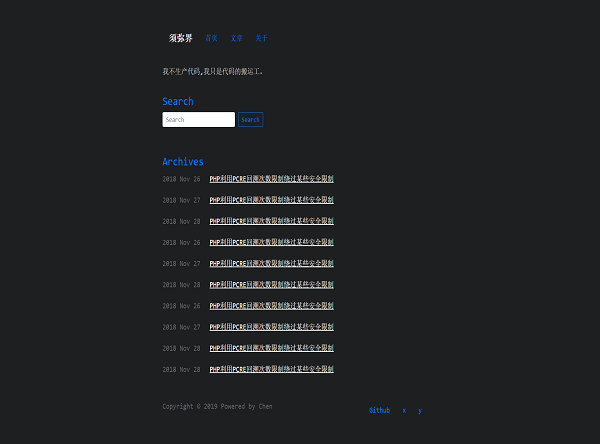 须弥界 首页 文章 关于
我不生产代码,我只是代码的搬运工。
Search
Search Search
Archives
2018 Nov 26 PHP利用PCRE回溯次数限制绕过某些安全限制
2018 Nov 27 PHP利用PCRE回溯次数限制绕过某些安全限制
2018 Nov 28 PHP利用PCRE回溯次数限制绕过某些安全限制
2018 Nov 26 PHP利用PCRE回溯次数限制绕过某些安全限制
2018 Nov 27 PHP利用PCRE回溯次数限制绕过某些安全限制
2018 Nov 28 PHP利用PCRE回溯次数限制绕过某些安全限制
2018 Nov 26 PHP利用PCRE回溯次数限制绕过某些安全限制
2018 Nov 27 PHP利用PCRE回溯次数限制绕过某些安全限制
2018 Nov 28 PHP利用PCRE回溯次数限制绕过某些安全限制
2018 Nov 28 PHP利用PCRE回溯次数限制绕过某些安全限制
Copyright © 2019 Powered by Chen
Github x y